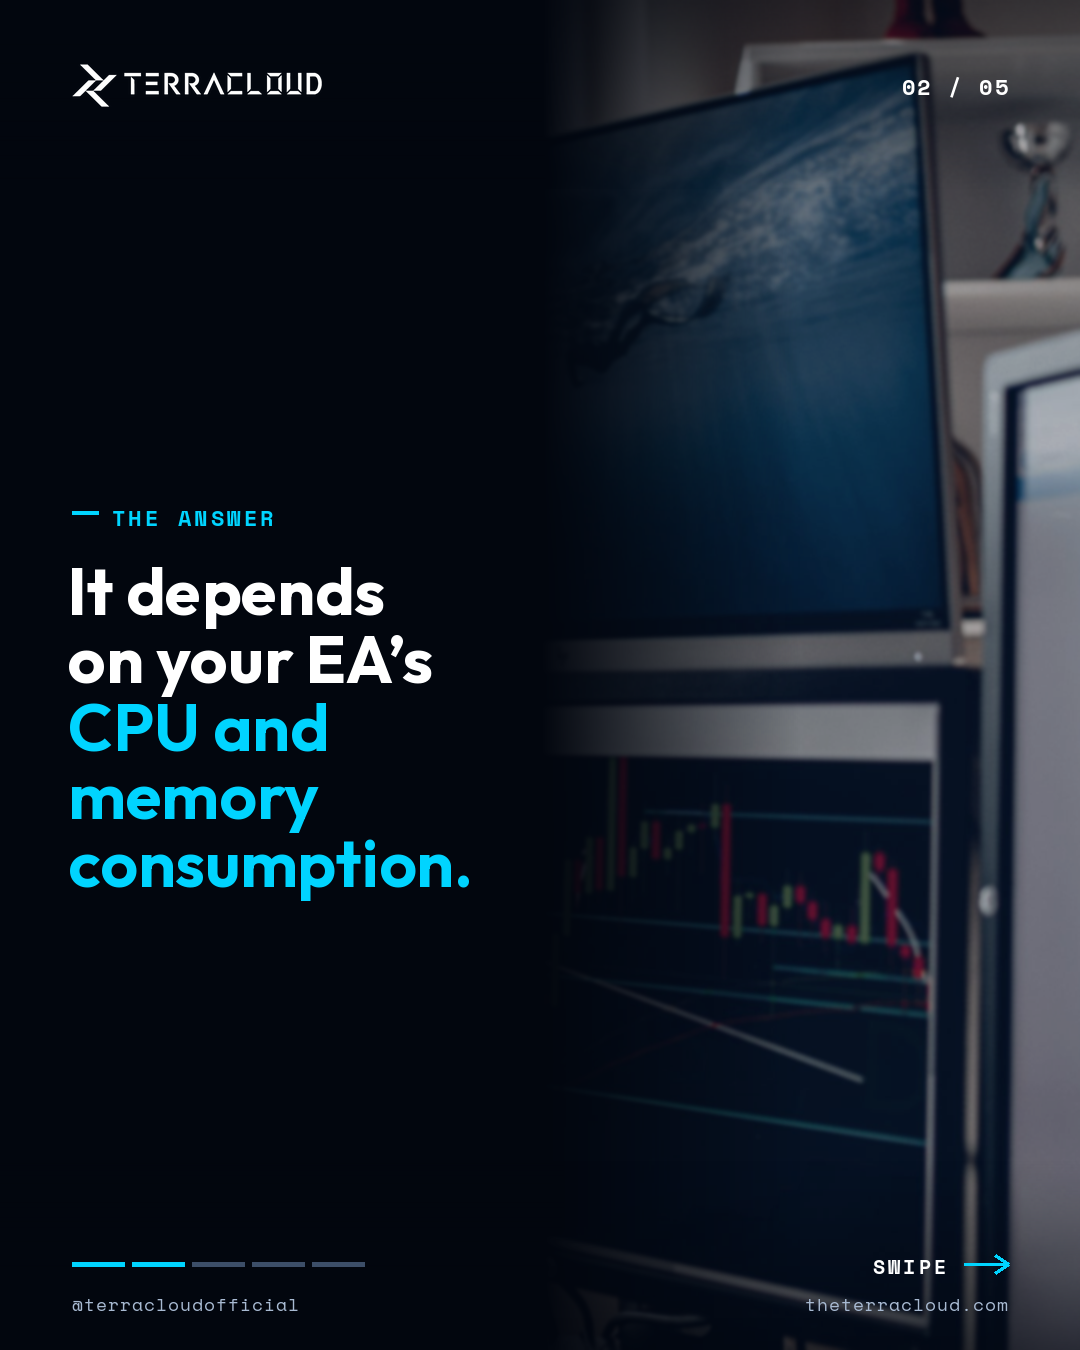 TERRACLOUD
02 / 05
THE ANSWER
It depends
on your EA’s
CPU and
memory
consumption.
SWIPE
@terracloudofficial
theterracloud.com